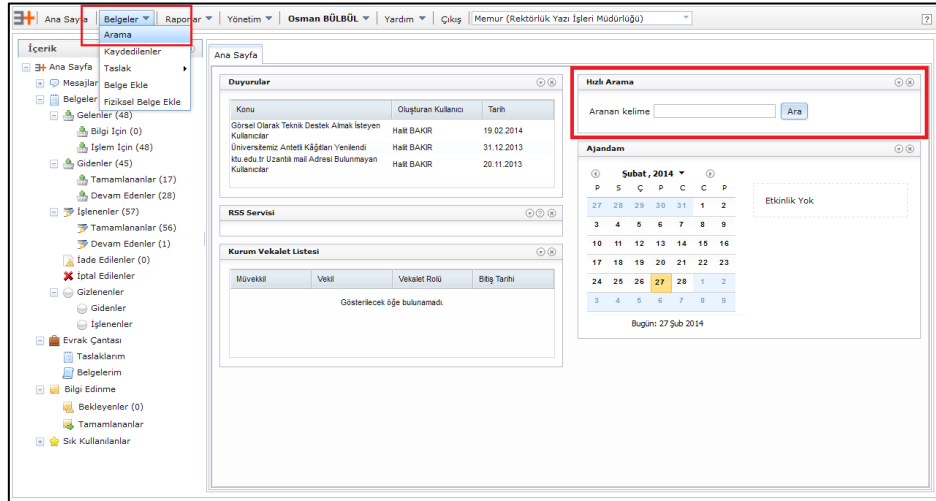 Ana Sayfa Belgeler Raporlar Yönetim Osman BÜLBÜL Yardım Çıkış Memur (Rektörlük Yazı İşleri Müdürlüğü) ?
Arama
Kaydedilenler
Taslak
Belge Ekle
Fiziksel Belge Ekle
İçerik
Ana Sayfa
Mesajlar
Belgeler
Gelenler (48)
Bilgi İçin (0)
İşlem İçin (48)
Gidenler (45)
Tamamlananlar (17)
Devam Edenler (28)
İşlenenler (57)
Tamamlananlar (56)
Devam Edenler (1)
İade Edilenler (0)
İptal Edilenler
Gizlenenler
Gidenler
İşlenenler
Evrak Çantası
Taslaklarım
Belgelerim
Bilgi Edinme
Bekleyenler (0)
Tamamlananlar
Sık Kullanılanlar
Ana Sayfa
Duyurular
Konu Oluşturan Kullanıcı Tarih
Görsel Olarak Teknik Destek Almak İsteyen
Kullanıcılar Halit BAKIR 19.02.2014
Üniversitemiz Antetli Kâğıtları Yenilendi Halit BAKIR 31.12.2013
ktu.edu.tr Uzantılı mail Adresi Bulunmayan
Kullanıcılar Halit BAKIR 20.11.2013
RSS Servisi
Kurum Vekalet Listesi
Müvekkil Vekil Vekalet Rolü Bitiş Tarihi
Gösterilecek öğe bulunamadı.
Hızlı Arama
Aranan kelime Ara
Ajandam
Şubat , 2014
P S Ç P C C P
27 28 29 30 31 1 2
3 4 5 6 7 8 9
10 11 12 13 14 15 16
17 18 19 20 21 22 23
24 25 26 27 28 1 2
3 4 5 6 7 8 9
Bugün: 27 Şub 2014
Etkinlik Yok